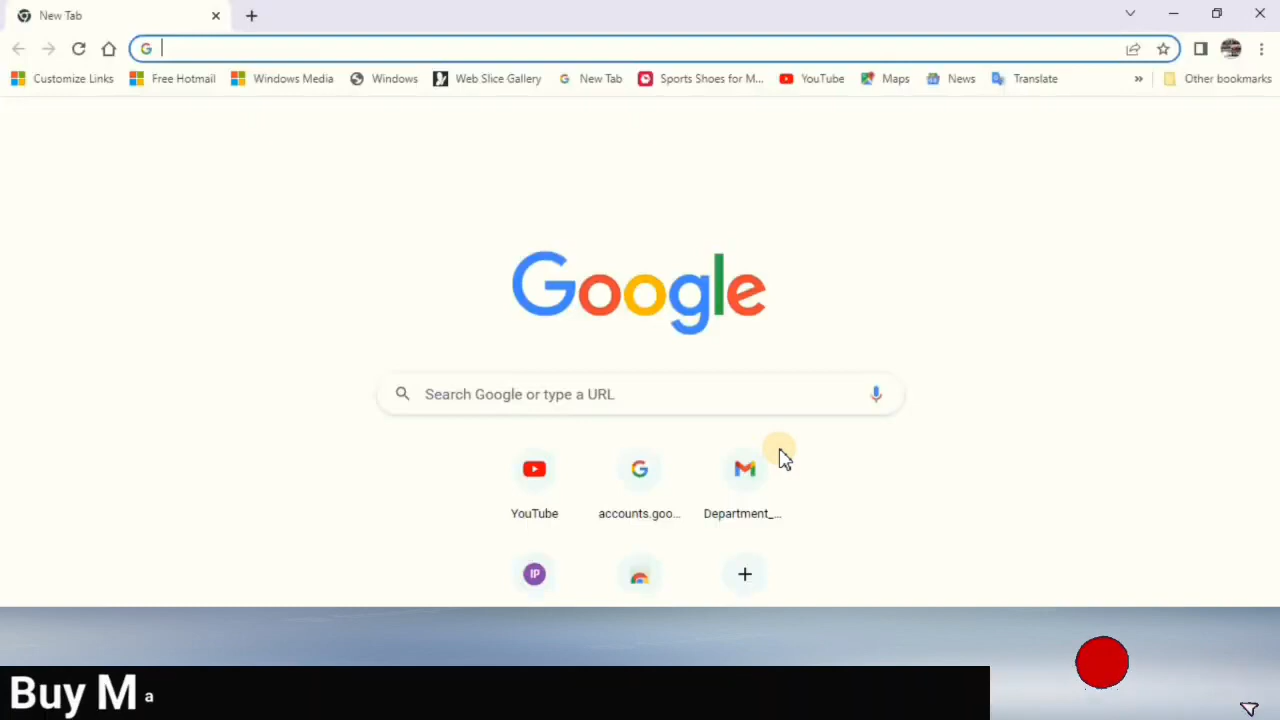 New Tab
Customize Links Free Hotmail Windows Media Windows Web Slice Gallery New Tab Sports Shoes for M... YouTube Maps News Translate » Other bookmarks
Google
Search Google or type a URL
YouTube accounts.goo... Department_...
IP
Buy M a